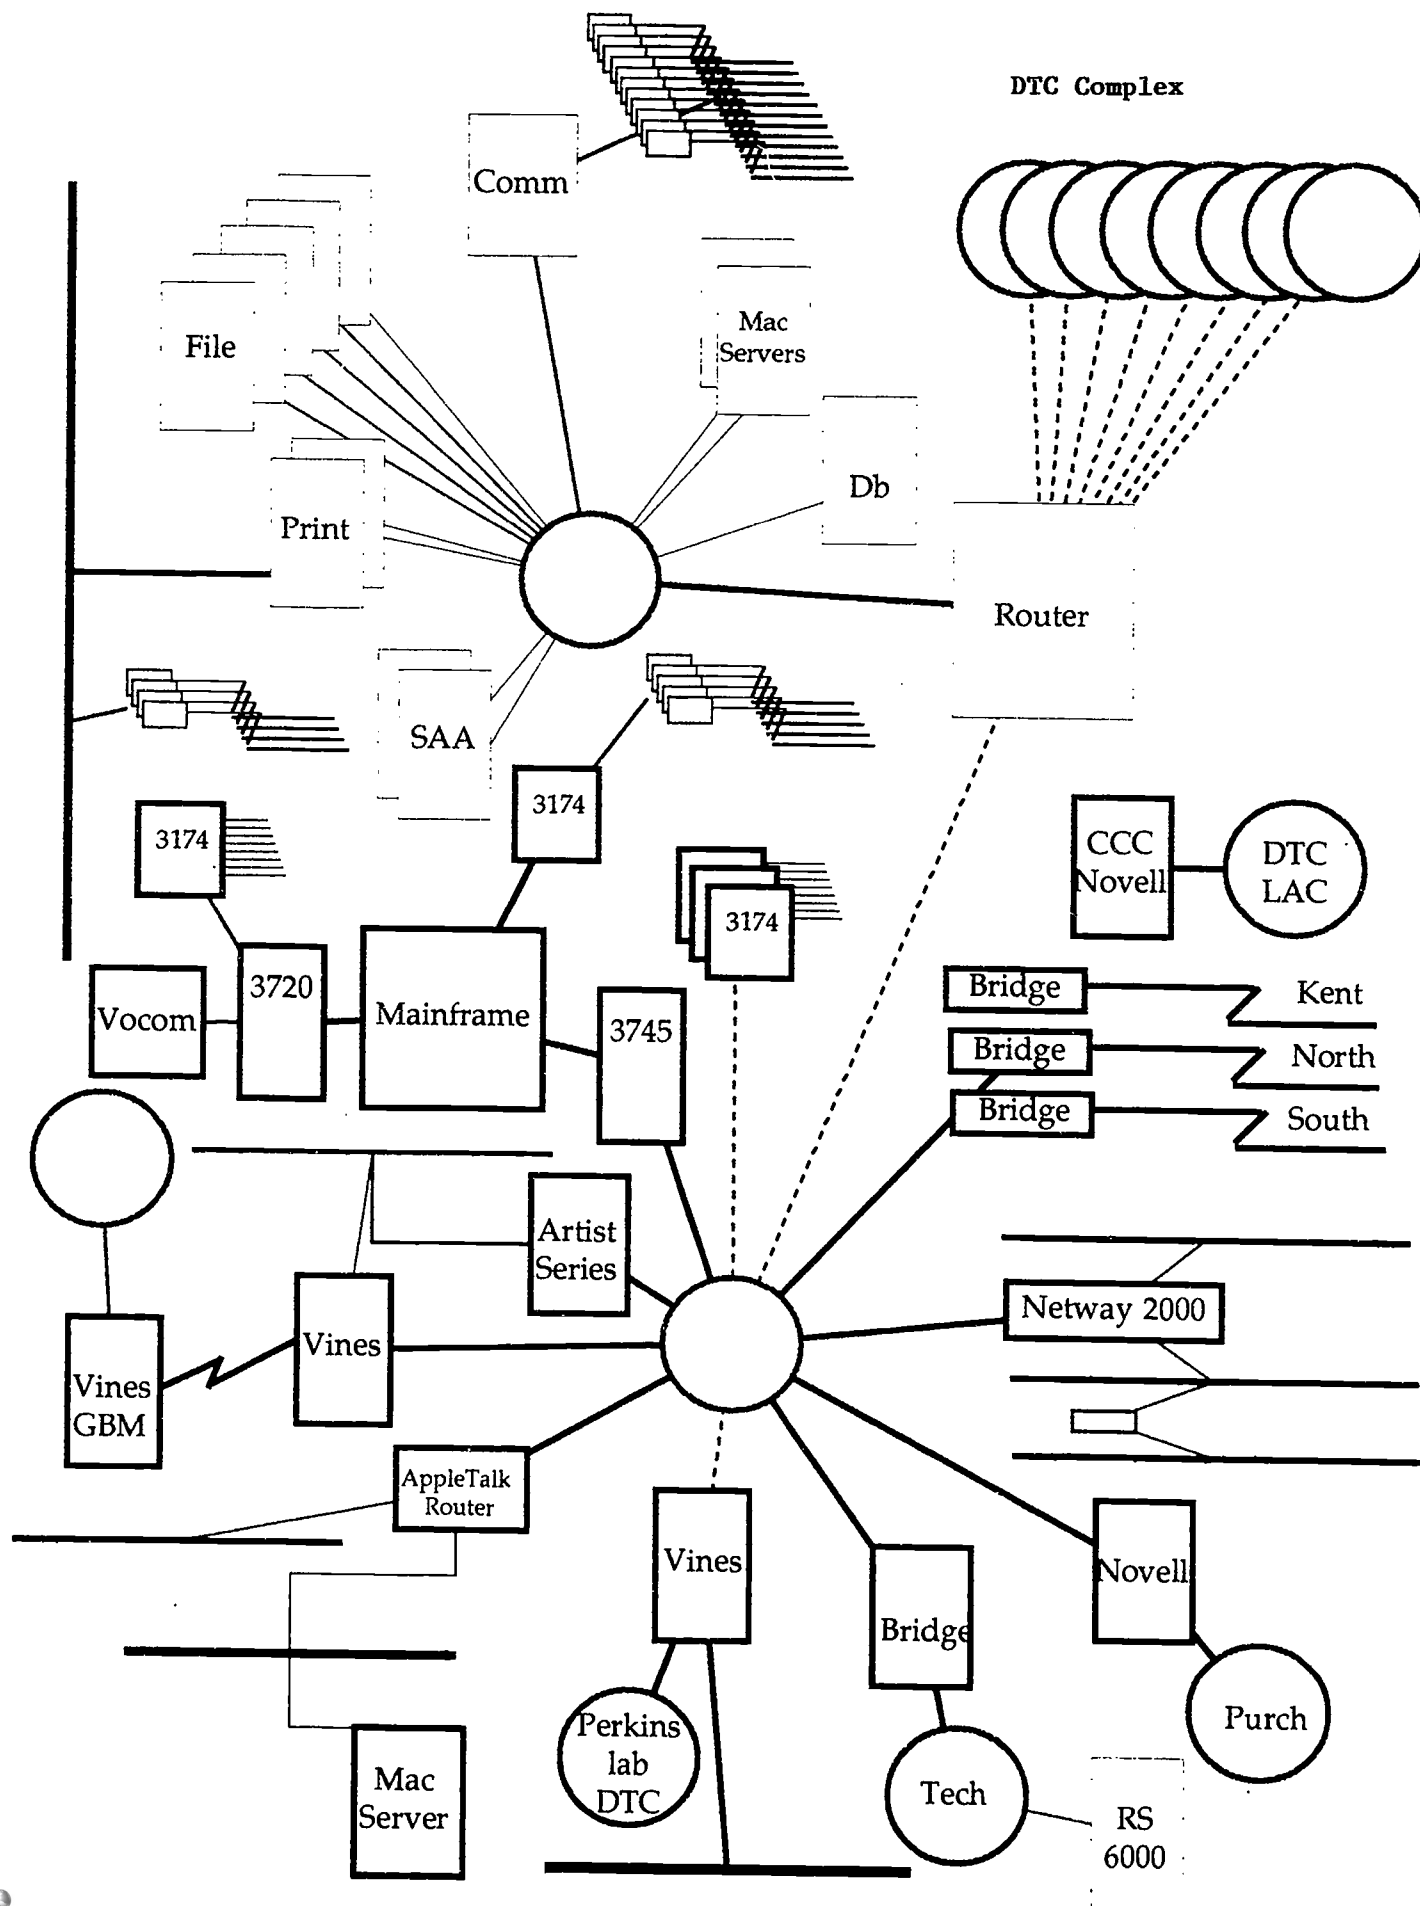 DTC Complex
Comm
File
Mac
Servers
Db
Print
Router
SAA
3174
3174
CCC
Novell
DTC
LAC
3174
3720
Vocom
Mainframe
3745
Bridge
Kent
Bridge
North
Bridge
South
Artist
Series
Netway 2000
Vines
Vines
GBM
AppleTalk
Router
Vines
Novell
Bridge
Purch
Perkins
lab
DTC
Mac
Server
Tech
RS
6000